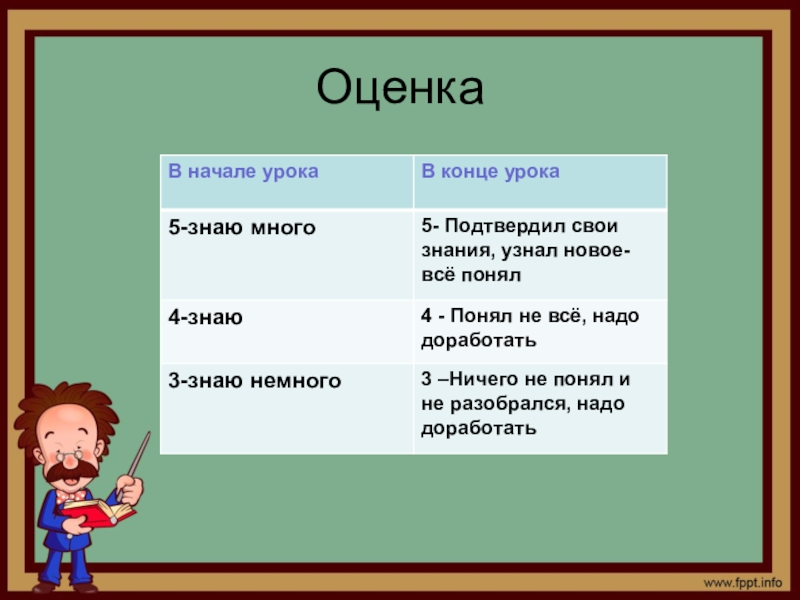 Оценка
В начале урока
В конце урока
5-знаю много
5- Подтвердил свои
знания, узнал новое-
всё понял
4-знаю
4 - Понял не всё, надо
доработать
3-знаю немного
3 –Ничего не понял и
не разобрался, надо
доработать
www.fppt.info